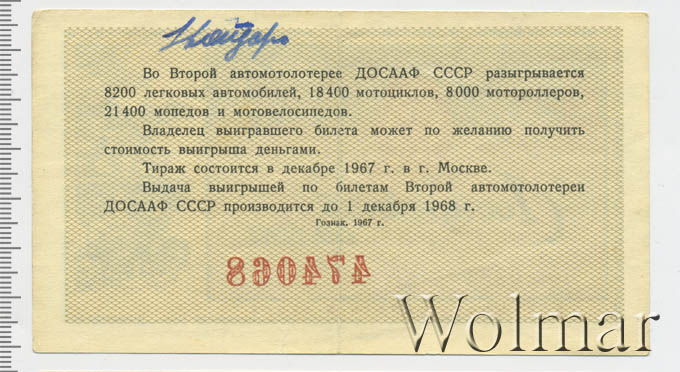 Во Второй автомотолотерее ДОСААФ СССР разыгрывается
8200 легковых автомобилей, 18400 мотоциклов, 8000 мотороллеров,
21400 мопедов и мотовелосипедов.
Владелец выигравшего билета может по желанию получить
стоимость выигрыша деньгами.
Тираж состоится в декабре 1967 г. в г. Москве.
Выдача выигрышей по билетам Второй автомотолотереи
ДОСААФ СССР производится до 1 декабря 1968 г.
Гознак. 1967 г.
474068
Wolmar